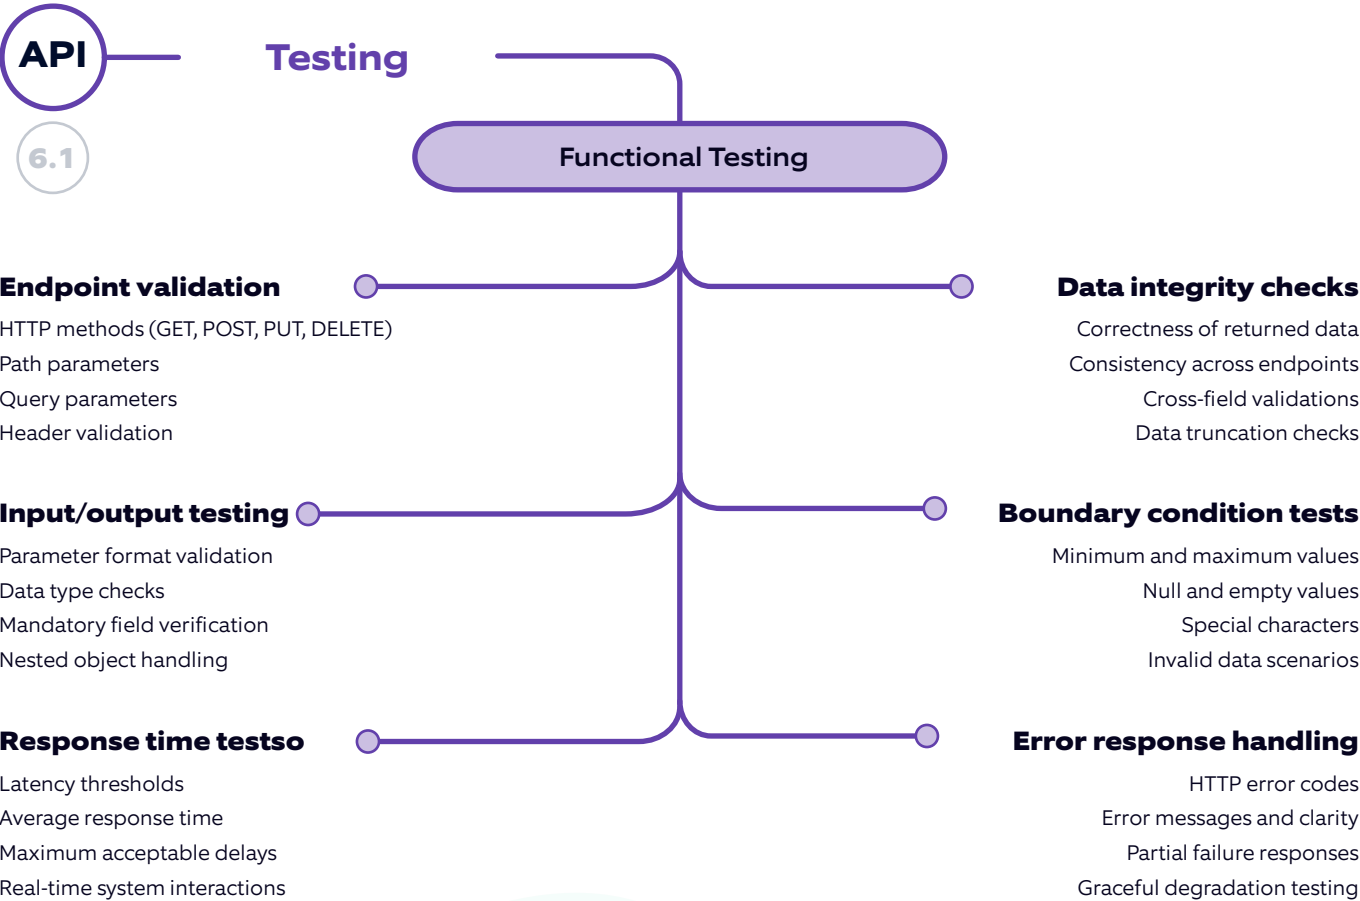 API
Testing
6.1
Functional Testing
Endpoint validation
HTTP methods (GET, POST, PUT, DELETE)
Path parameters
Query parameters
Header validation
Data integrity checks
Correctness of returned data
Consistency across endpoints
Cross-field validations
Data truncation checks
Input/output testing
Parameter format validation
Data type checks
Mandatory field verification
Nested object handling
Boundary condition tests
Minimum and maximum values
Null and empty values
Special characters
Invalid data scenarios
Response time testso
Latency thresholds
Average response time
Maximum acceptable delays
Real-time system interactions
Error response handling
HTTP error codes
Error messages and clarity
Partial failure responses
Graceful degradation testing